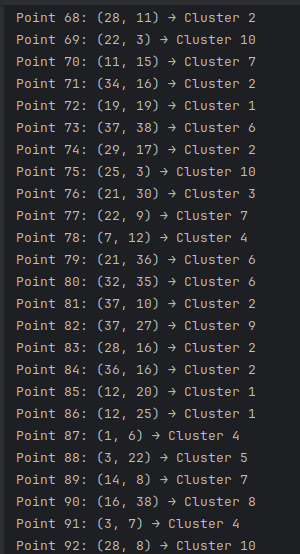 Point 68: (28, 11) → Cluster 2
Point 69: (22, 3) → Cluster 10
Point 70: (11, 15) → Cluster 7
Point 71: (34, 16) → Cluster 2
Point 72: (19, 19) → Cluster 1
Point 73: (37, 38) → Cluster 6
Point 74: (29, 17) → Cluster 2
Point 75: (25, 3) → Cluster 10
Point 76: (21, 30) → Cluster 3
Point 77: (22, 9) → Cluster 7
Point 78: (7, 12) → Cluster 4
Point 79: (21, 36) → Cluster 6
Point 80: (32, 35) → Cluster 6
Point 81: (37, 10) → Cluster 2
Point 82: (37, 27) → Cluster 9
Point 83: (28, 16) → Cluster 2
Point 84: (36, 16) → Cluster 2
Point 85: (12, 20) → Cluster 1
Point 86: (12, 25) → Cluster 1
Point 87: (1, 6) → Cluster 4
Point 88: (3, 22) → Cluster 5
Point 89: (14, 8) → Cluster 7
Point 90: (16, 38) → Cluster 8
Point 91: (3, 7) → Cluster 4
Point 92: (28, 8) → Cluster 10